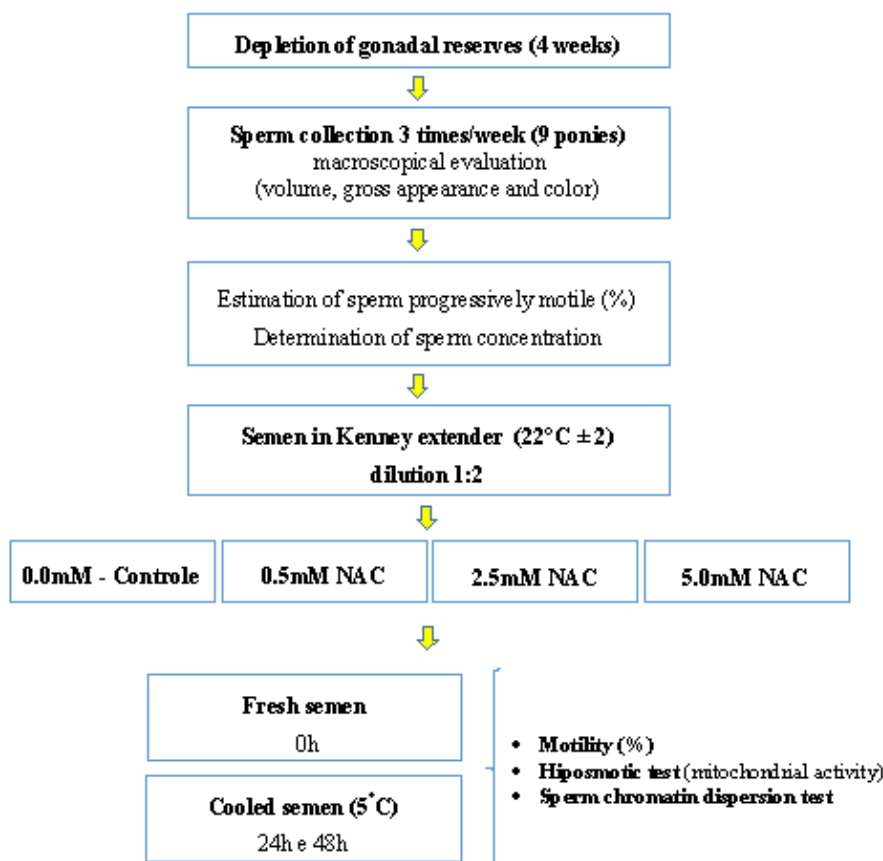 Depletion of gonadal reserves (4 weeks)
Sperm collection 3 times/week (9 ponies)
macroscopical evaluation
(volume, gross appearance and color)
Estimation of sperm progressively motile (%)
Determination of sperm concentration
Semen in Kenney extender (22°C ± 2)
dilution 1:2
0.0mM - Controle
0.5mM NAC
2.5mM NAC
5.0mM NAC
Fresh semen
0h
Cooled semen (5°C)
24h e 48h
• Motility (%)
• Hiposmotic test (mitochondrial activity)
• Sperm chromatin dispersion test